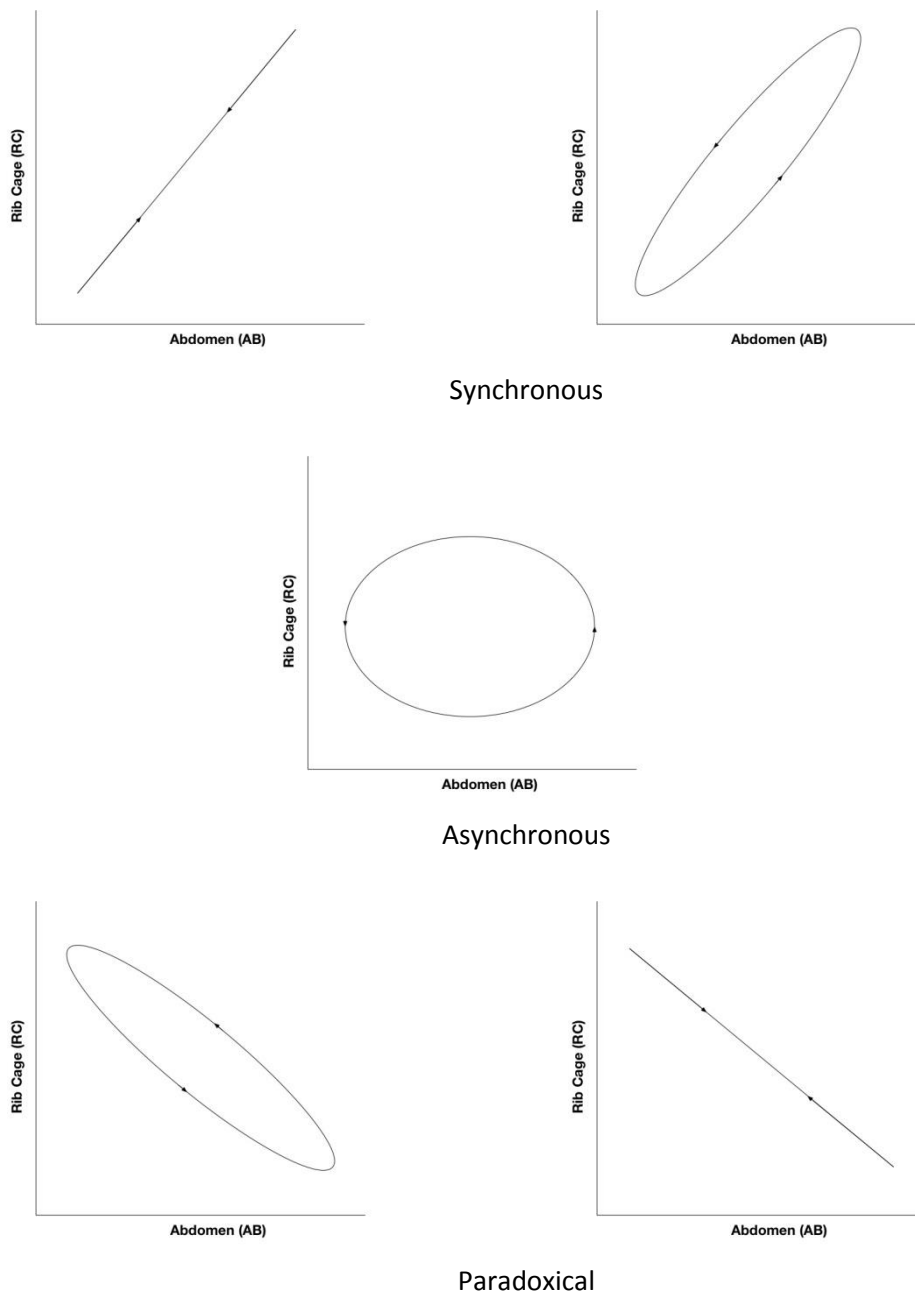 Rib Cage (RC)
Abdomen (AB)
Rib Cage (RC)
Abdomen (AB)
Synchronous
Rib Cage (RC)
Abdomen (AB)
Asynchronous
Rib Cage (RC)
Abdomen (AB)
Rib Cage (RC)
Abdomen (AB)
Paradoxical